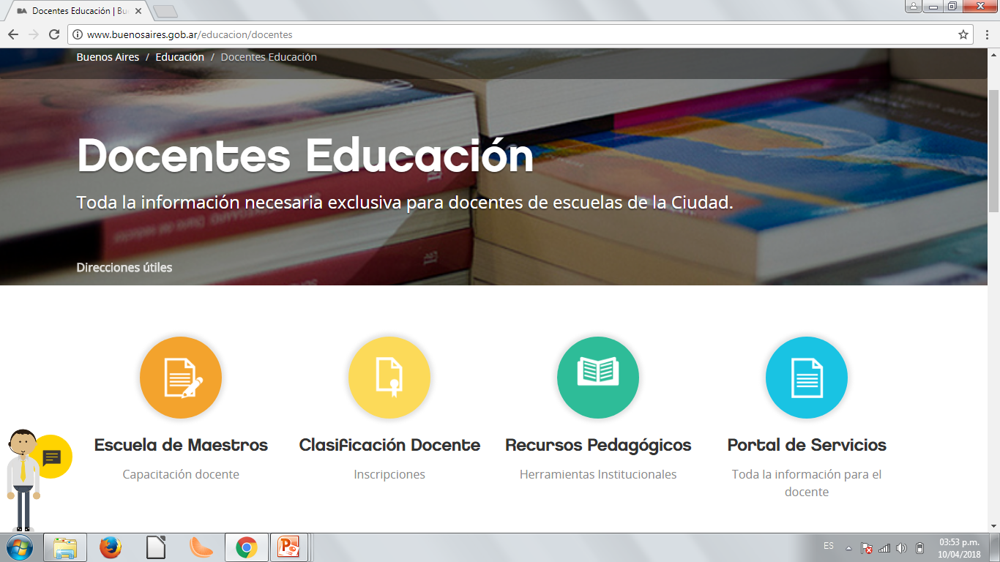 Docentes Educación | Bu
www.buenosaires.gob.ar/educacion/docentes
Buenos Aires / Educación / Docentes Educación
Docentes Educación
Toda la información necesaria exclusiva para docentes de escuelas de la Ciudad.
Direcciones útiles
Escuela de Maestros
Capacitación docente
Clasificación Docente
Inscripciones
Recursos Pedagógicos
Herramientas Institucionales
Portal de Servicios
Toda la información para el
docente
ES
03:53 p.m.
10/04/2018